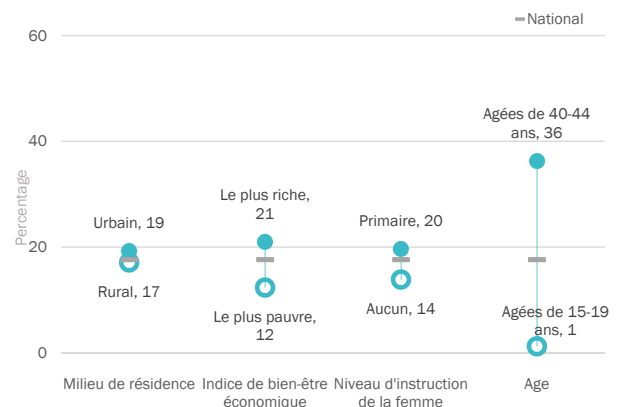 National
60
40
20
0
Percentage
Urbain, 19
Rural, 17
Le plus riche,
21
Le plus pauvre,
12
Primaire, 20
Aucun, 14
Agées de 40-44
ans, 36
Agées de 15-19
ans, 1
Milieu de résidence
Indice de bien-être
économique
Niveau d'instruction
de la femme
Age